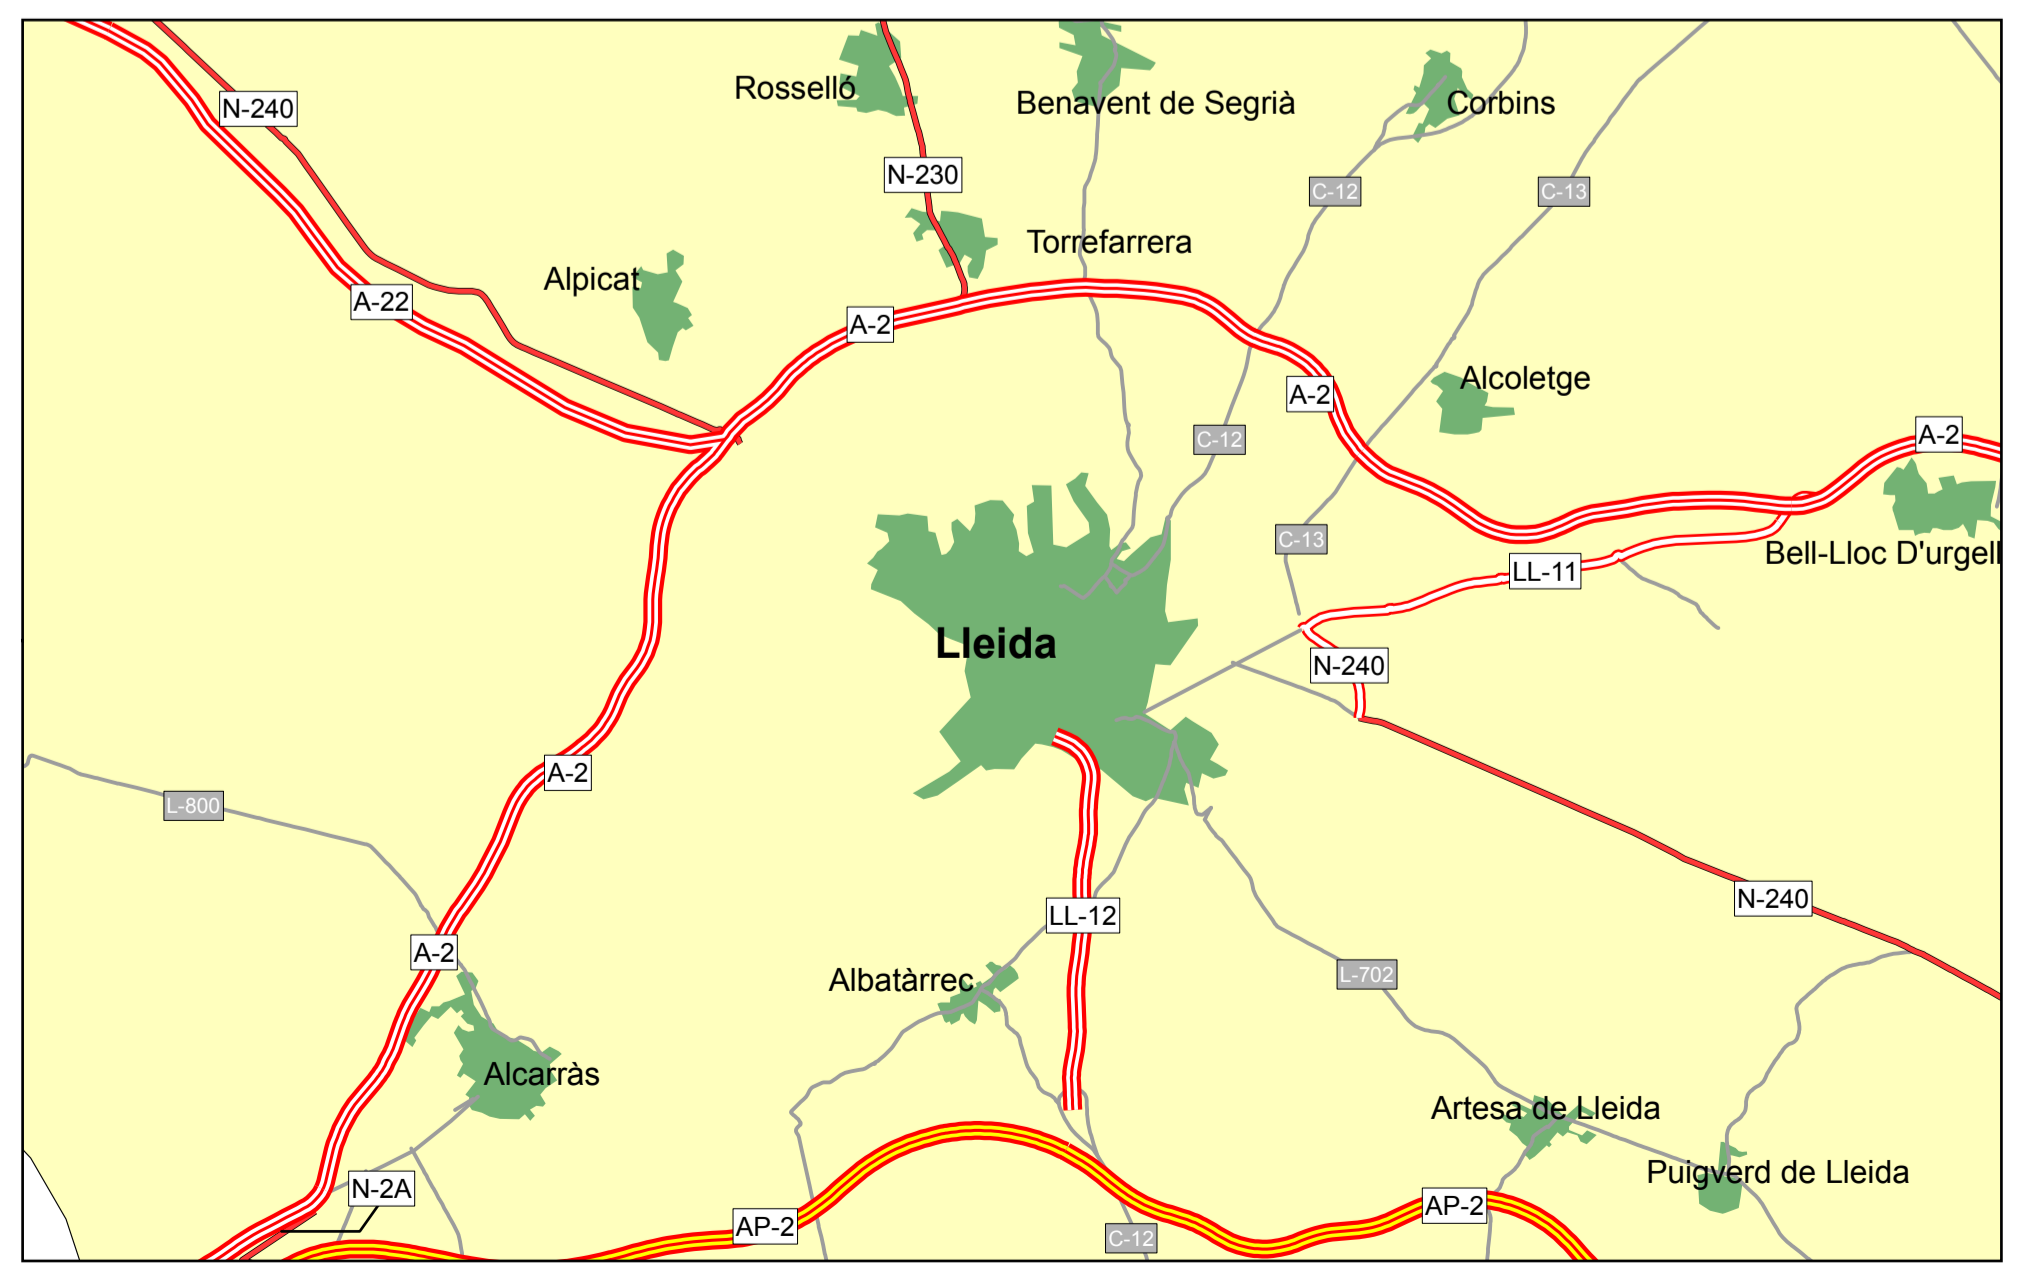 Rosselló
N-240
Benavent de Segrià
Corbins
N-230
C-12
C-13
Torrefarrera
Alpicat
A-22
A-2
Alcoletge
A-2
C-12
A-2
C-13
Bell-Lloc D'urgell
LL-11
Lleida
N-240
A-2
L-800
N-240
LL-12
A-2
L-702
Albatàrrec
Alcarràs
Artesa de Lleida
Puigverd de Lleida
N-2A
AP-2
AP-2
C-12